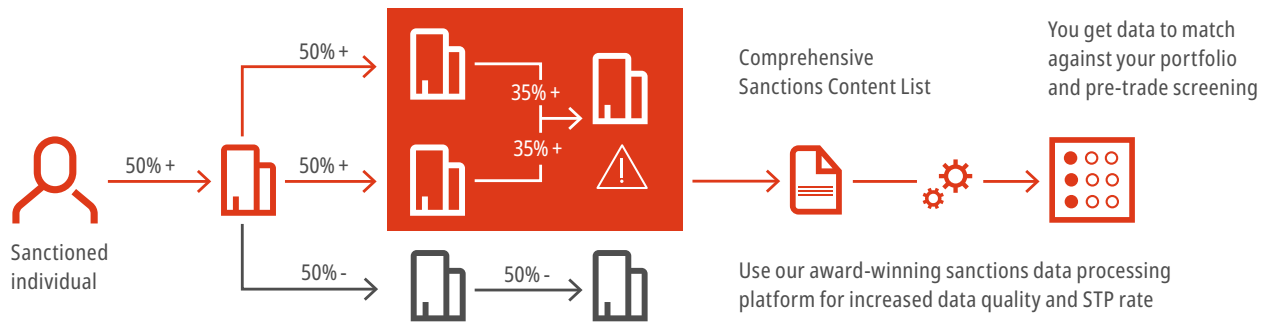 50% +
50% +
50% +
35% +
35% +
50% -
50% -
Sanctioned
individual
Comprehensive
Sanctions Content List
You get data to match
against your portfolio
and pre-trade screening
Use our award-winning sanctions data processing
platform for increased data quality and STP rate